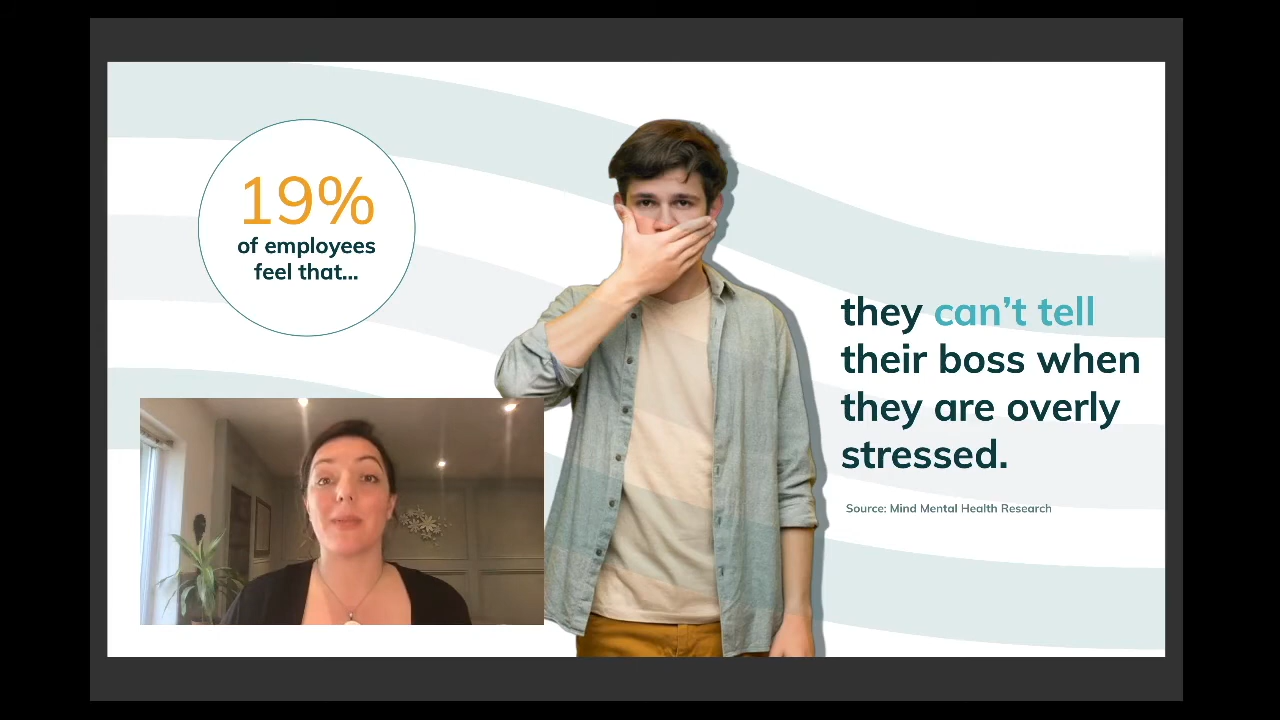 19%
of employees
feel that...
they can't tell
their boss when
they are overly
stressed.
Source: Mind Mental Health Research